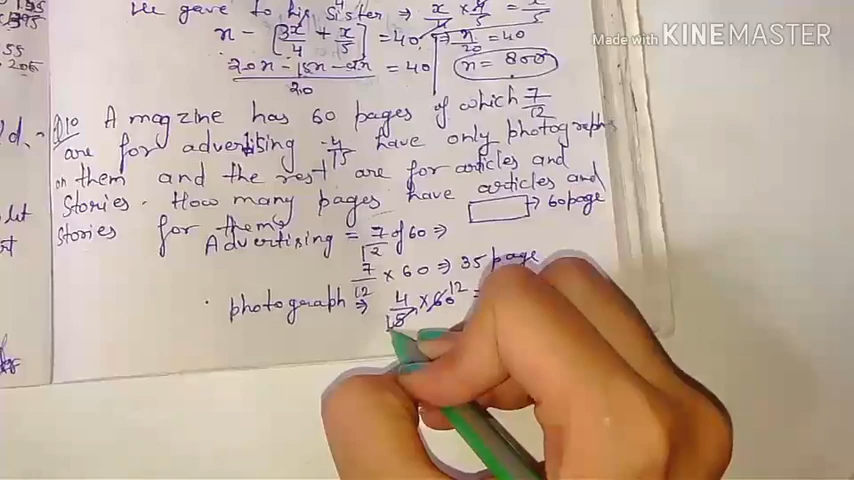 He gave to his sister ⇒ x/4 × 4/5 = x/5
x - [3x/4 + x/5] = 40 ⇒ x/20 = 40
20x - 15x - 4x / 20 = 40 x = 800
Made with KINEMASTER
Q10 A magzine has 60 pages of which 7/12
are for advertising 4/15 have only photographs
on them and the rest are for articles and
Stories. How many pages have articles and
Stories for them. → 60 page
Advertising = 7/12 of 60 ⇒
7/12 × 60 ⇒ 35 page
photograph ⇒ 4/15 × 60 12 =